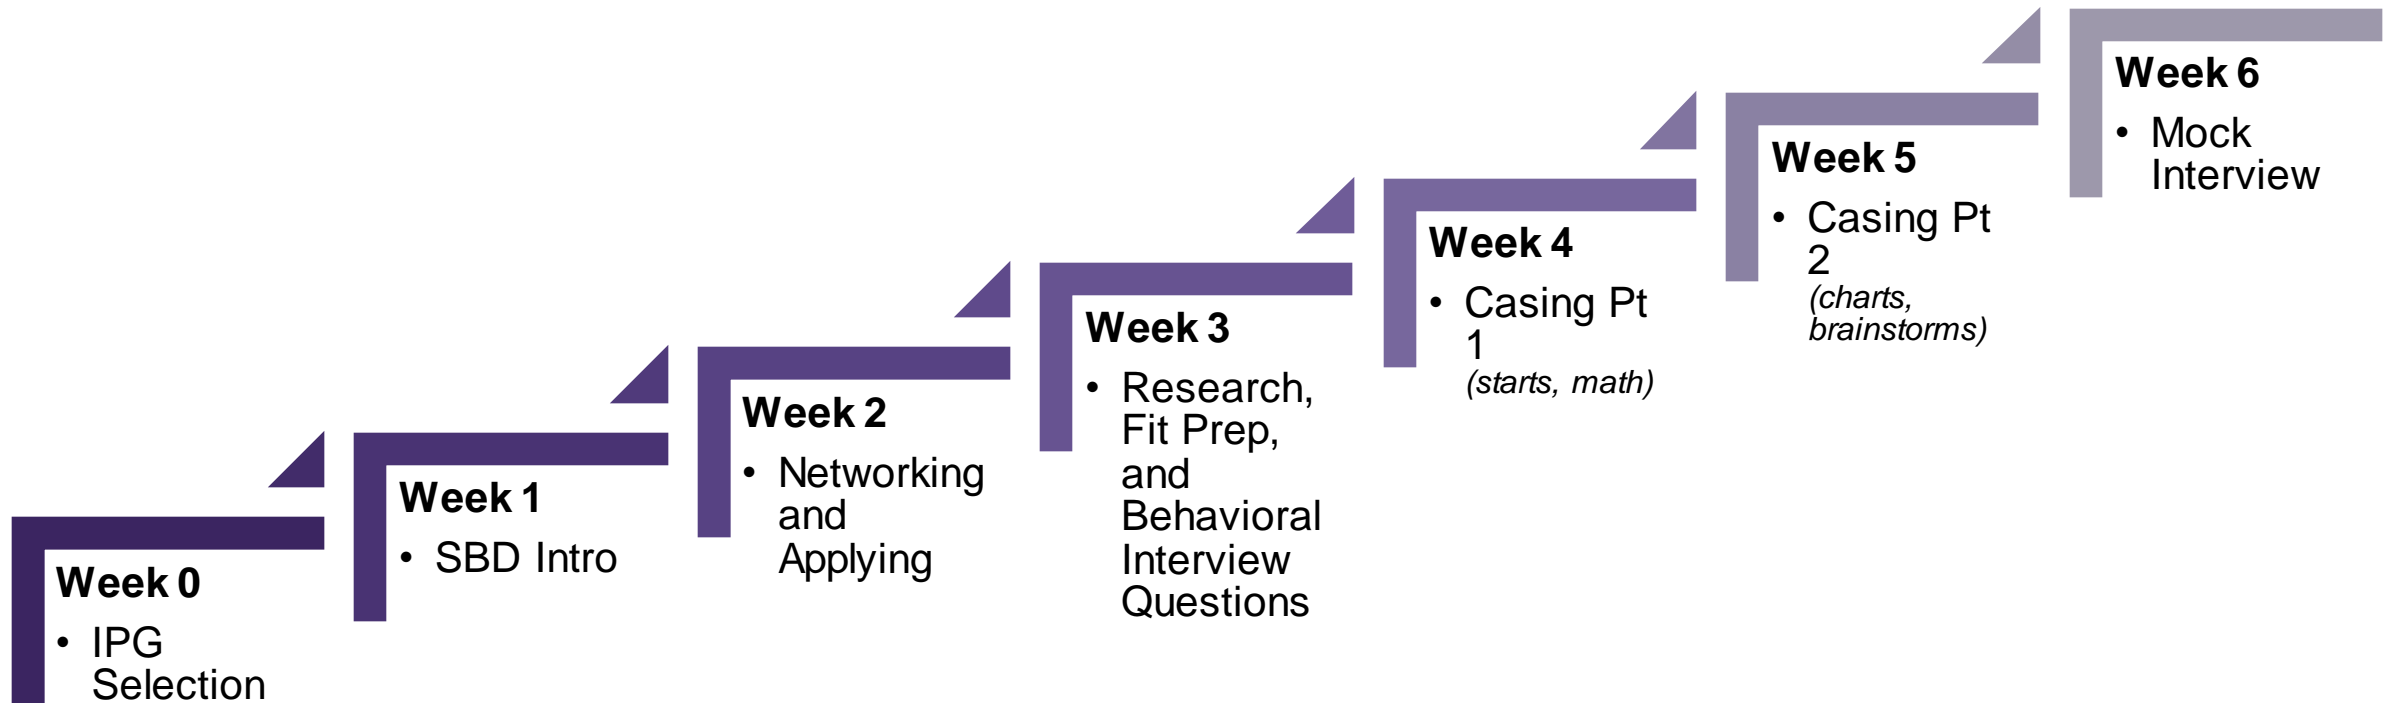 Week 0
• IPG
Selection
Week 1
• SBD Intro
Week 2
• Networking
and
Applying
Week 3
• Research,
Fit Prep,
and
Behavioral
Interview
Questions
Week 4
• Casing Pt
1
(starts, math)
Week 5
• Casing Pt
2
(charts,
brainstorms)
Week 6
• Mock
Interview